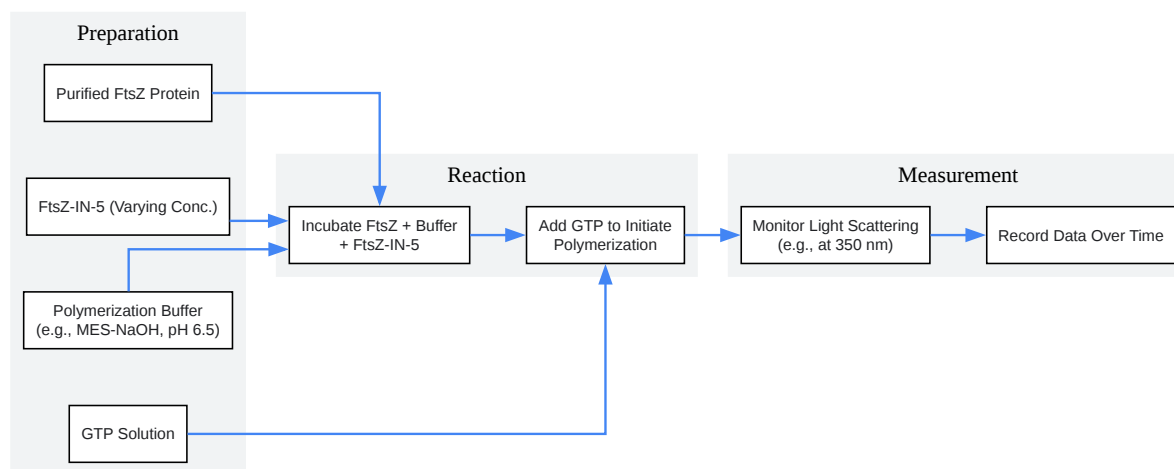 Preparation
Purified FtsZ Protein
FtsZ-IN-5 (Varying Conc.)
Polymerization Buffer
(e.g., MES-NaOH, pH 6.5)
GTP Solution
Reaction
Incubate FtsZ + Buffer
+ FtsZ-IN-5
Add GTP to Initiate
Polymerization
Measurement
Monitor Light Scattering
(e.g., at 350 nm)
Record Data Over Time